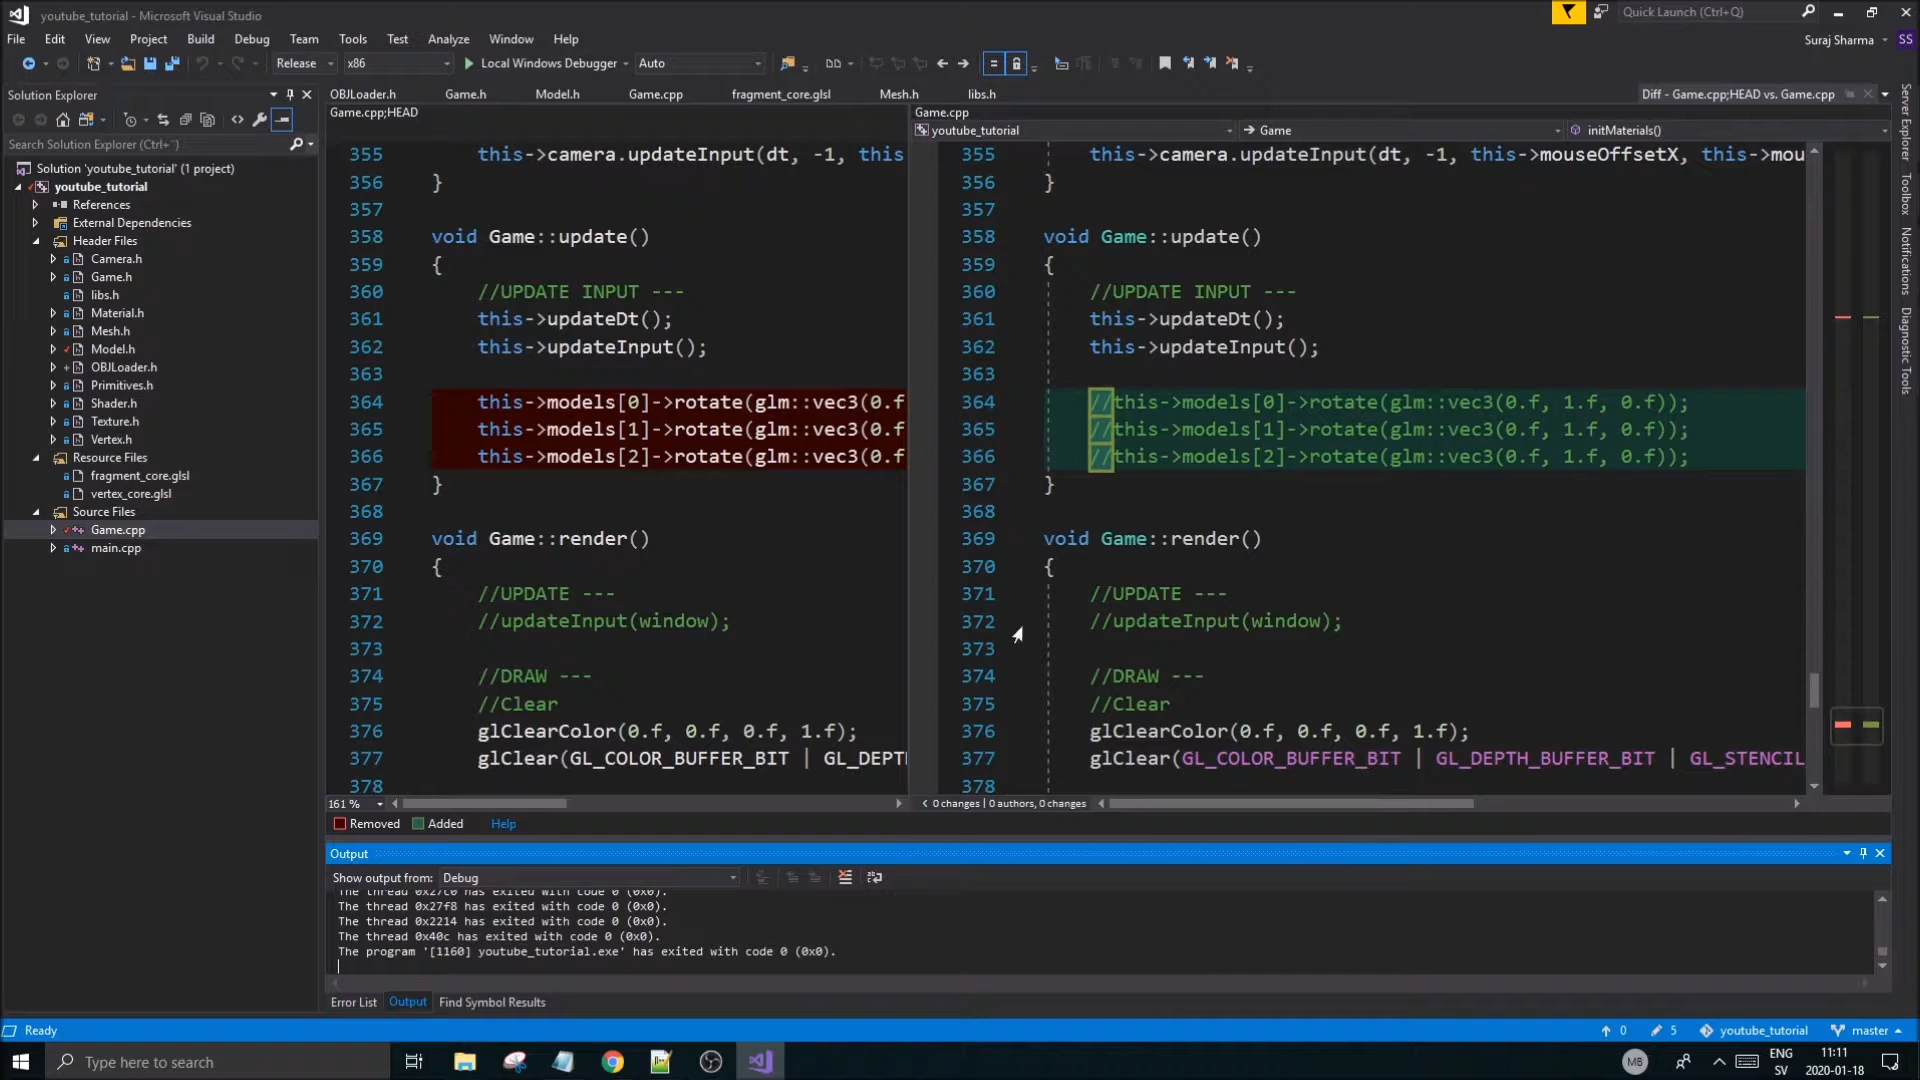 youtube_tutorial - Microsoft Visual Studio
Quick Launch (Ctrl+Q)
File Edit View Project Build Debug Team Tools Test Analyze Window Help
Suraj Sharma SS
Release x86 Local Windows Debugger Auto
Solution Explorer
OBJLoader.h Game.h Model.h Game.cpp fragment_core.glsl Mesh.h libs.h Diff - Game.cpp;HEAD vs. Game.cpp
Game.cpp;HEAD
Game.cpp
youtube_tutorial Game initMaterials()
Search Solution Explorer (Ctrl+¨)
Solution 'youtube_tutorial' (1 project)
youtube_tutorial
References
External Dependencies
Header Files
Camera.h
Game.h
libs.h
Material.h
Mesh.h
Model.h
OBJLoader.h
Primitives.h
Shader.h
Texture.h
Vertex.h
Resource Files
fragment_core.glsl
vertex_core.glsl
Source Files
Game.cpp
main.cpp
355 this->camera.updateInput(dt, -1, this
356 }
357
358 void Game::update()
359 {
360 //UPDATE INPUT ---
361 this->updateDt();
362 this->updateInput();
363
364 this->models[0]->rotate(glm::vec3(0.f
365 this->models[1]->rotate(glm::vec3(0.f
366 this->models[2]->rotate(glm::vec3(0.f
367 }
368
369 void Game::render()
370 {
371 //UPDATE ---
372 //updateInput(window);
373
374 //DRAW ---
375 //Clear
376 glClearColor(0.f, 0.f, 0.f, 1.f);
377 glClear(GL_COLOR_BUFFER_BIT | GL_DEPT
378
355 this->camera.updateInput(dt, -1, this->mouseOffsetX, this->mou
356 }
357
358 void Game::update()
359 {
360 //UPDATE INPUT ---
361 this->updateDt();
362 this->updateInput();
363
364 //this->models[0]->rotate(glm::vec3(0.f, 1.f, 0.f));
365 //this->models[1]->rotate(glm::vec3(0.f, 1.f, 0.f));
366 //this->models[2]->rotate(glm::vec3(0.f, 1.f, 0.f));
367 }
368
369 void Game::render()
370 {
371 //UPDATE ---
372 //updateInput(window);
373
374 //DRAW ---
375 //Clear
376 glClearColor(0.f, 0.f, 0.f, 1.f);
377 glClear(GL_COLOR_BUFFER_BIT | GL_DEPTH_BUFFER_BIT | GL_STENCIL
378
161 %
0 changes | 0 authors, 0 changes
Removed Added Help
Server Explorer
Toolbox
Notifications
Diagnostic Tools
Output
Show output from: Debug
The thread 0x27c0 has exited with code 0 (0x0).
The thread 0x27f8 has exited with code 0 (0x0).
The thread 0x2214 has exited with code 0 (0x0).
The thread 0x40c has exited with code 0 (0x0).
The program '[1160] youtube_tutorial.exe' has exited with code 0 (0x0).
Error List Output Find Symbol Results
Ready 0 5 youtube_tutorial master
Type here to search
MB
ENG
SV
11:11
2020-01-18